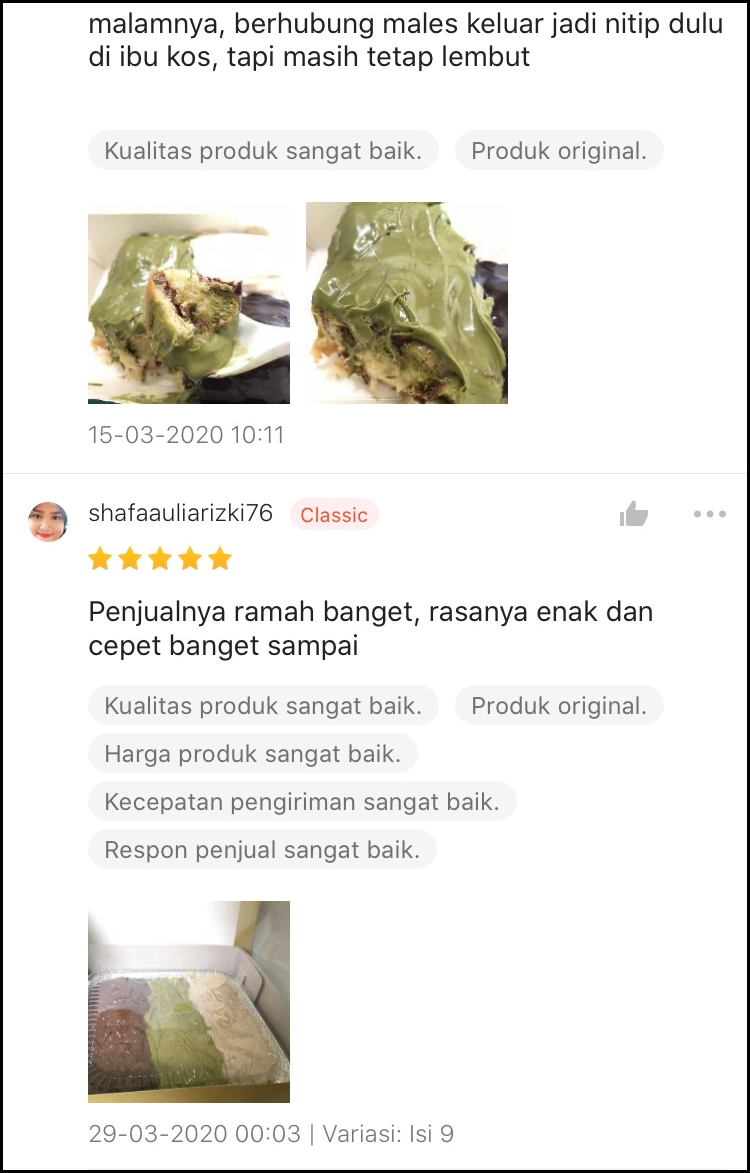 malamnya, berhubung males keluar jadi nitip dulu
di ibu kos, tapi masih tetap lembut
Kualitas produk sangat baik. Produk original.
15-03-2020 10:11
shafaauliarizki76 Classic
Penjualnya ramah banget, rasanya enak dan
cepet banget sampai
Kualitas produk sangat baik. Produk original.
Harga produk sangat baik.
Kecepatan pengiriman sangat baik.
Respon penjual sangat baik.
29-03-2020 00:03 | Variasi: Isi 9